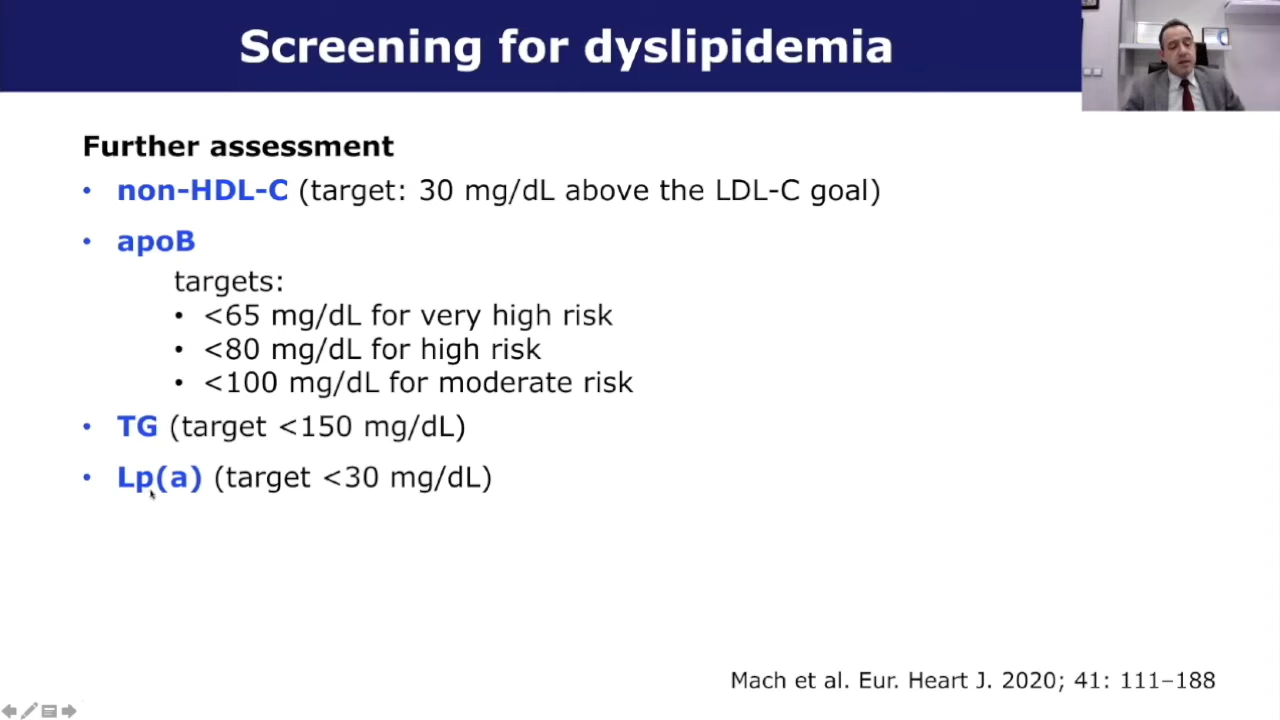 Screening for dyslipidemia
Further assessment
• non-HDL-C (target: 30 mg/dL above the LDL-C goal)
• apoB
targets:
• <65 mg/dL for very high risk
• <80 mg/dL for high risk
• <100 mg/dL for moderate risk
• TG (target <150 mg/dL)
• Lp(a) (target <30 mg/dL)
Mach et al. Eur. Heart J. 2020; 41: 111–188